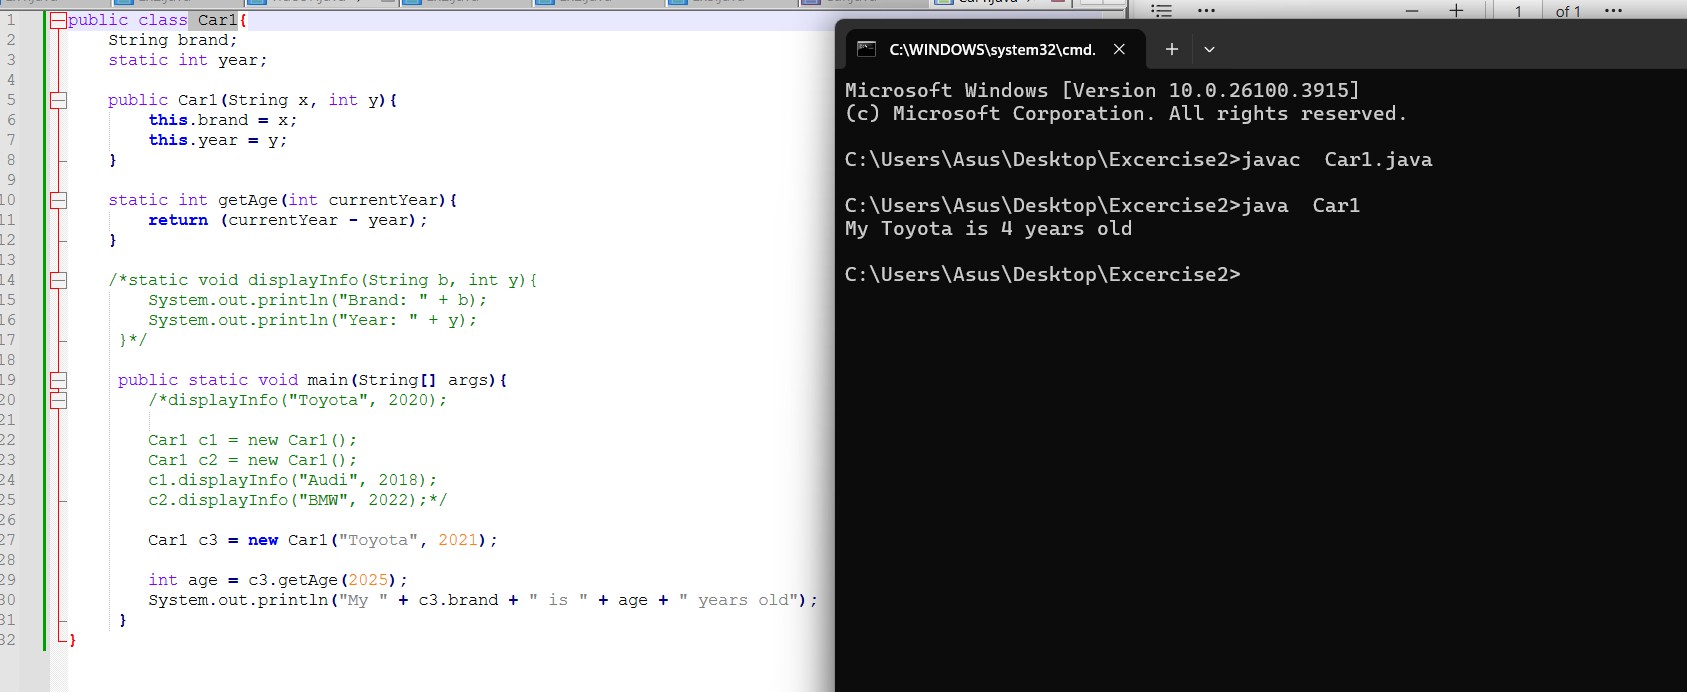 1 of 1
1 public class Car1{
2 String brand;
3 static int year;
4
5 public Car1(String x, int y){
6 this.brand = x;
7 this.year = y;
8 }
9
10 static int getAge(int currentYear){
11 return (currentYear - year);
12 }
13
14 /*static void displayInfo(String b, int y){
15 System.out.println("Brand: " + b);
16 System.out.println("Year: " + y);
17 }*/
18
19 public static void main(String[] args){
20 /*displayInfo("Toyota", 2020);
21
22 Car1 c1 = new Car1();
23 Car1 c2 = new Car1();
24 c1.displayInfo("Audi", 2018);
25 c2.displayInfo("BMW", 2022);*/
26
27 Car1 c3 = new Car1("Toyota", 2021);
28
29 int age = c3.getAge(2025);
30 System.out.println("My " + c3.brand + " is " + age + " years old");
31 }
32 }
C:\WINDOWS\system32\cmd.
Microsoft Windows [Version 10.0.26100.3915]
(c) Microsoft Corporation. All rights reserved.
C:\Users\Asus\Desktop\Excercise2>javac  Car1.java
C:\Users\Asus\Desktop\Excercise2>java  Car1
My Toyota is 4 years old
C:\Users\Asus\Desktop\Excercise2>